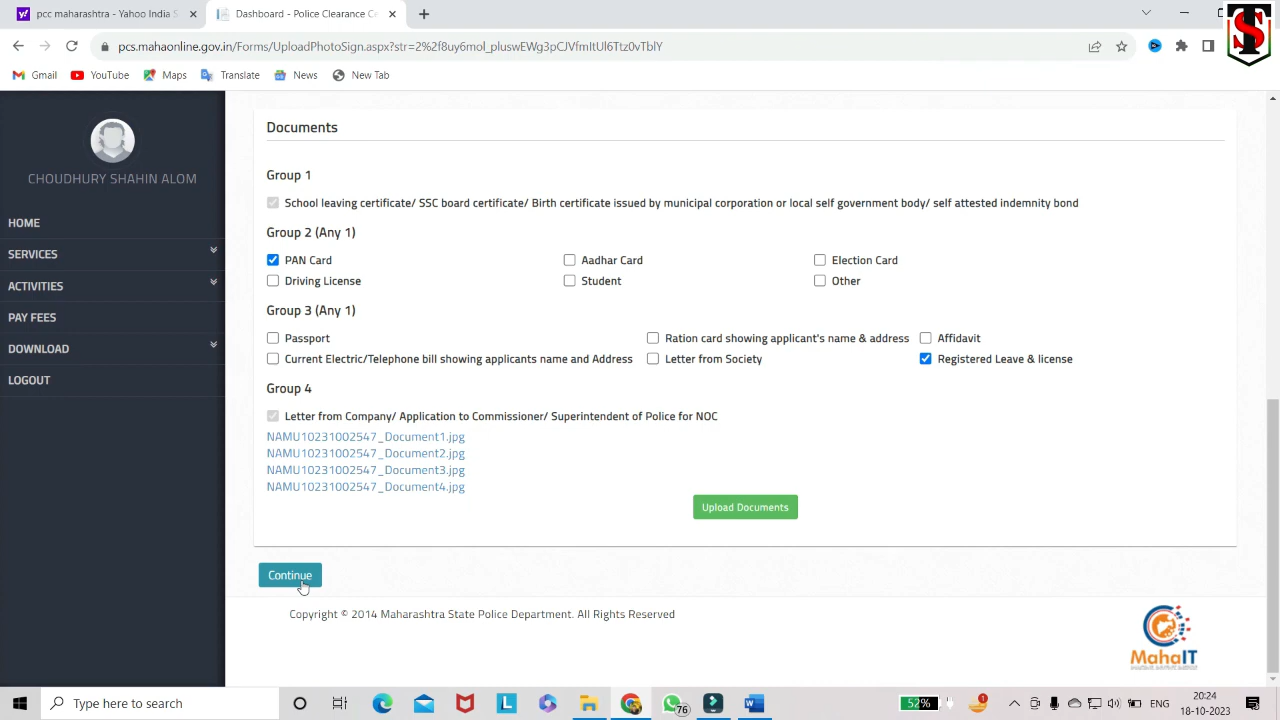 pcc maharashtra - Yahoo India S
Dashboard - Police Clearance Ce
pcs.mahaonline.gov.in/Forms/UploadPhotoSign.aspx?str=2%2f8gj6mol_pluswEWg3pCJVfmItUl6Ttz0vTblY
Gmail YouTube Maps Translate News New Tab
TS
CHOUDHURY SHAHIN ALOM
HOME
SERVICES
ACTIVITIES
PAY FEES
DOWNLOAD
LOGOUT
Documents
Group 1
School leaving certificate/ SSC board certificate/ Birth certificate issued by municipal corporation or local self government body/ self attested indemnity bond
Group 2 (Any 1)
PAN Card Aadhar Card Election Card
Driving License Student Other
Group 3 (Any 1)
Passport Ration card showing applicant's name & address Affidavit
Current Electric/Telephone bill showing applicants name and Address Letter from Society Registered Leave & license
Group 4
Letter from Company/ Application to Commissioner/ Superintendent of Police for NOC
NAMU10231002547_Document1.jpg
NAMU10231002547_Document2.jpg
NAMU10231002547_Document3.jpg
NAMU10231002547_Document4.jpg
Upload Documents
Continue
Copyright © 2014 Maharashtra State Police Department. All Rights Reserved
MahaIT
Type here to search
76
52%
1
ENG
20:24
18-10-2023